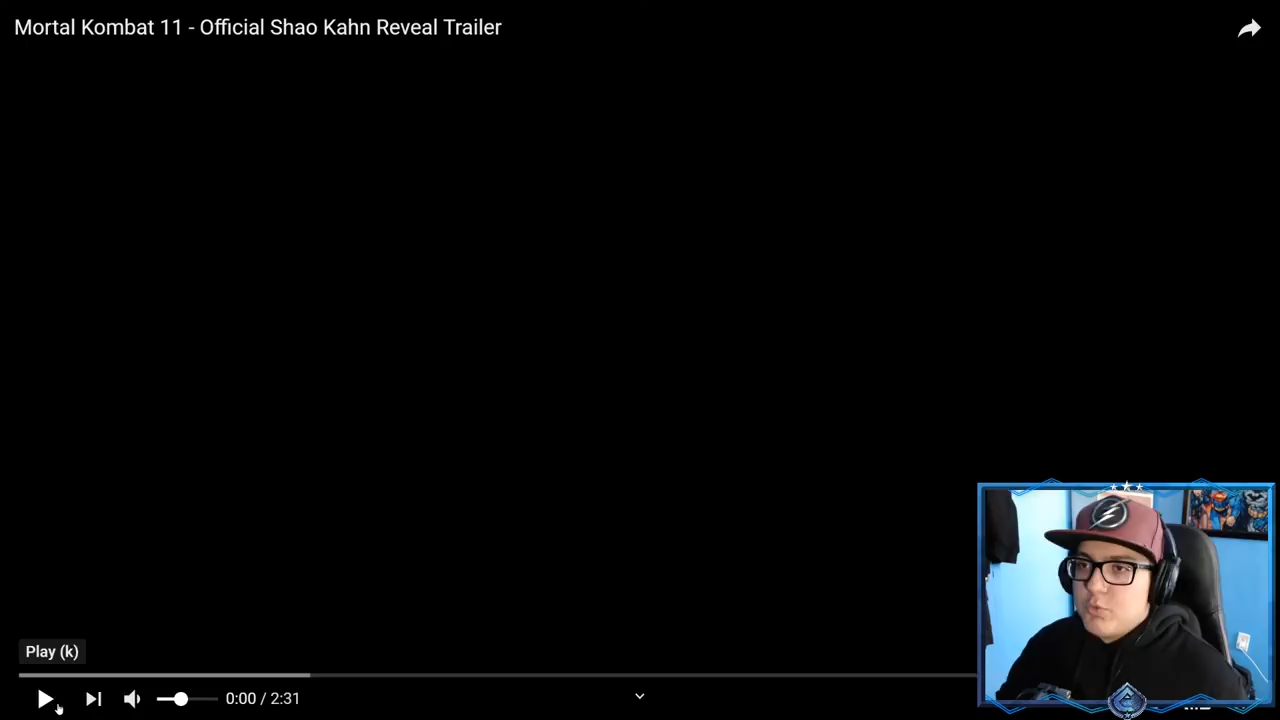 Mortal Kombat 11 - Official Shao Kahn Reveal Trailer
Play (k)
0:00 / 2:31